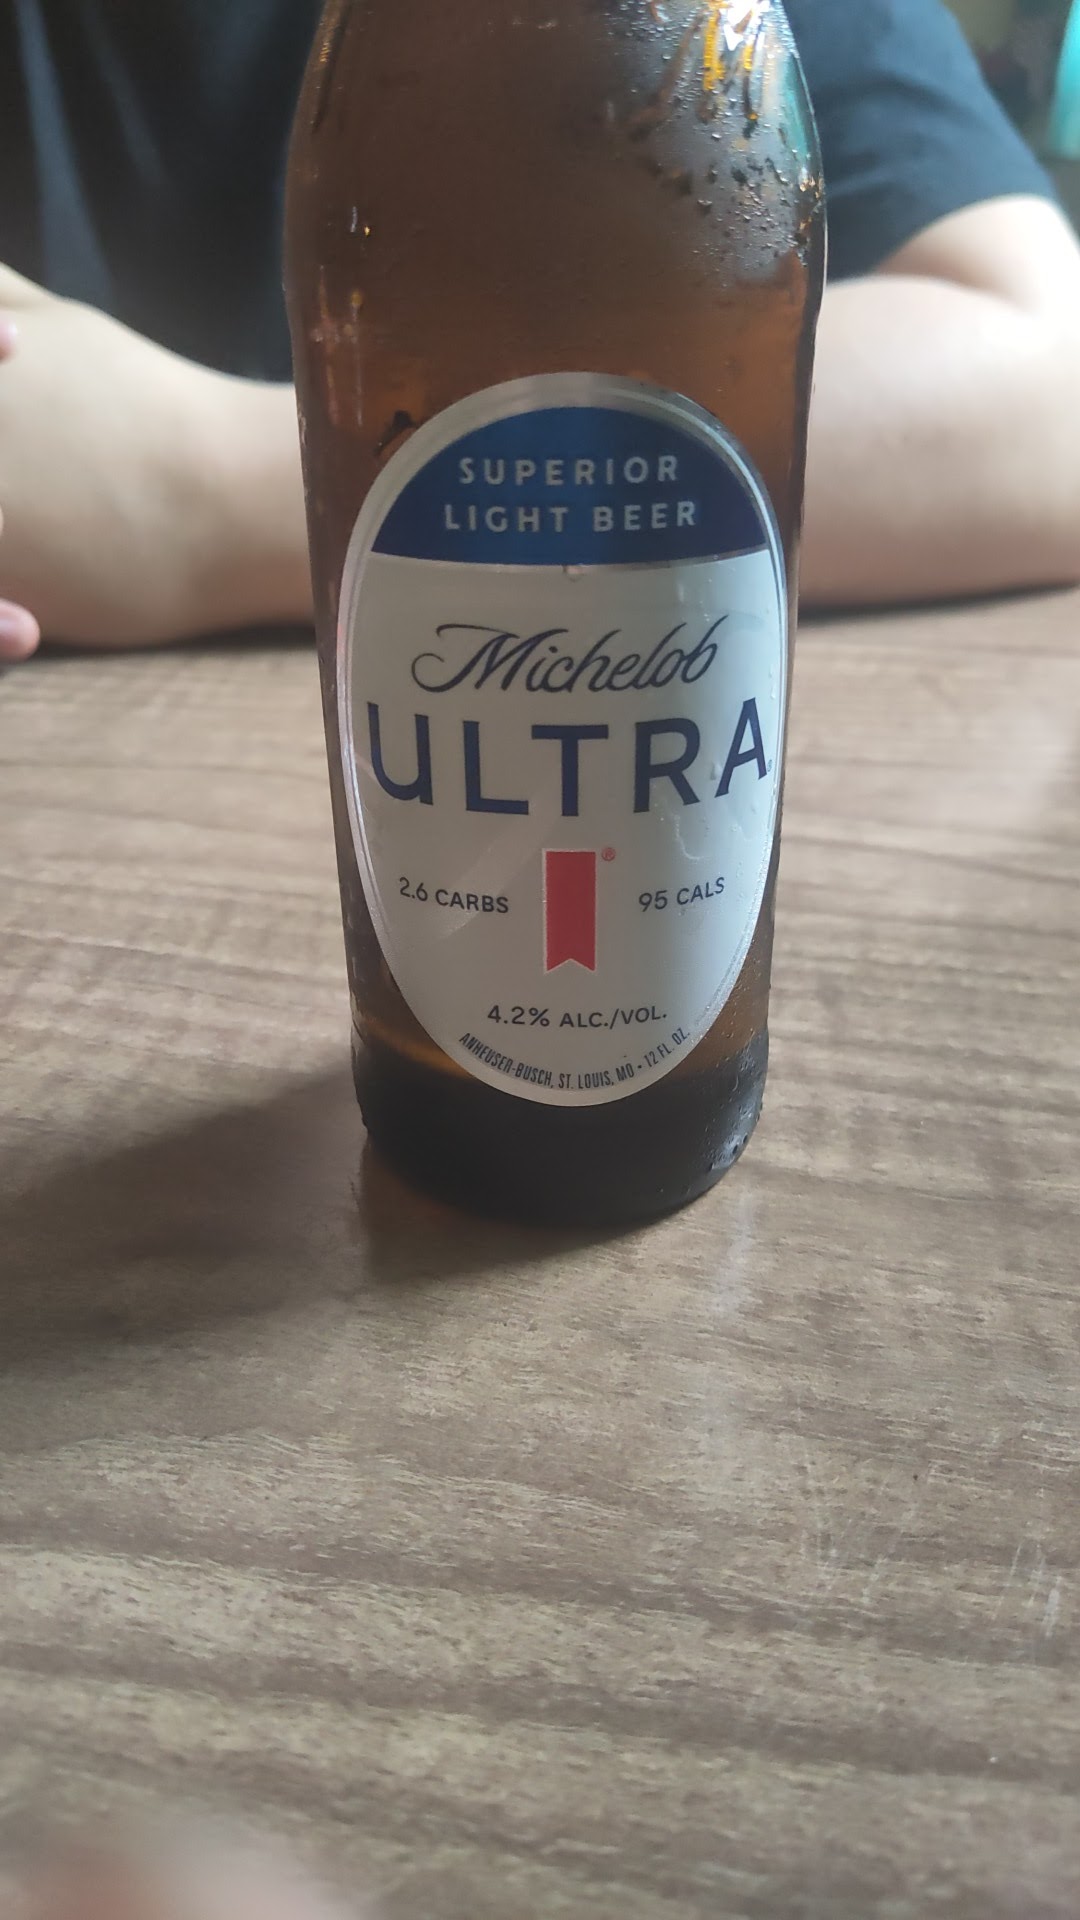 SUPERIOR
LIGHT BEER
Michelob
ULTRA
®
2.6 CARBS 95 CALS
4.2% ALC./VOL.
ANHEUSER-BUSCH, ST. LOUIS, MO • 12 FL. OZ.